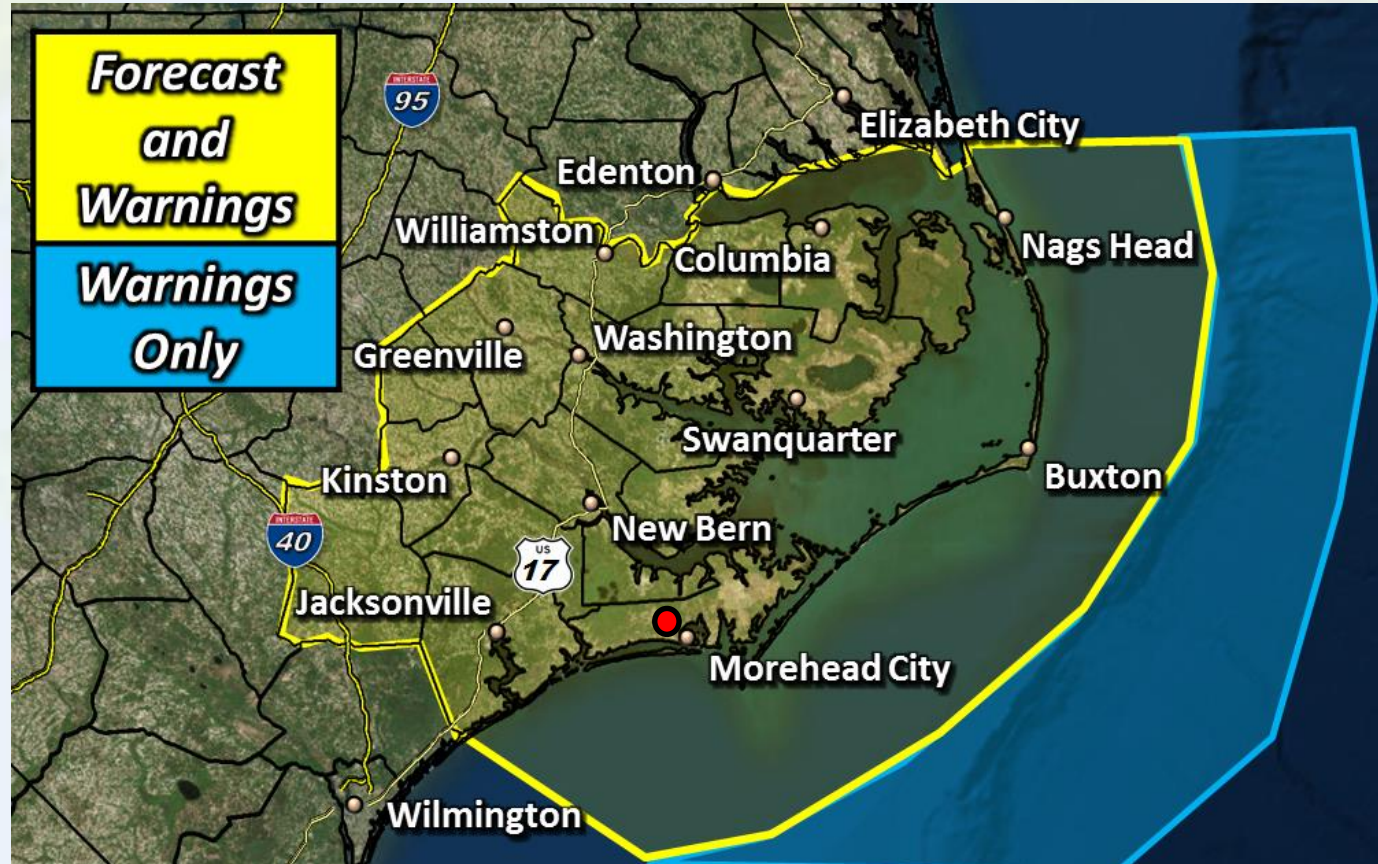 Forecast
and
Warnings
Warnings
Only
INTERSTATE
95
Elizabeth City
Edenton
Williamston
Columbia
Nags Head
Greenville
Washington
Swanquarter
Kinston
Buxton
New Bern
INTERSTATE
40
US
17
Jacksonville
Morehead City
Wilmington